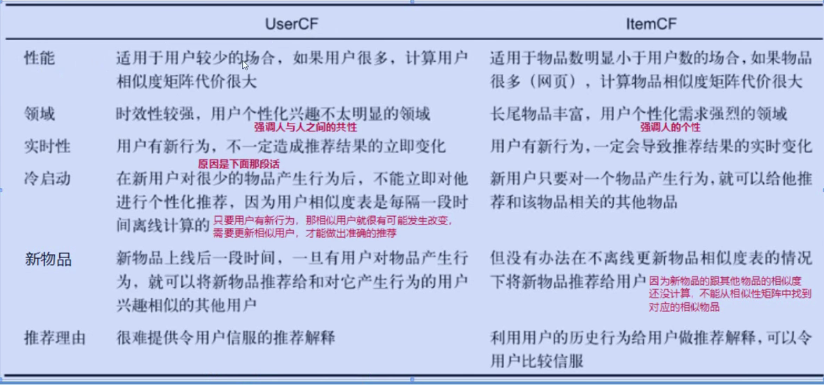 UserCF ItemCF
性能 适用于用户较少的场合，如果用户很多，计算用户 适用于物品数明显小于用户数的场合，如果物品
相似度矩阵代价很大 很多（网页），计算物品相似度矩阵代价很大
领域 时效性较强，用户个性化兴趣不太明显的领域 长尾物品丰富，用户个性化需求强烈的领域
强调人与人之间的共性 强调人的个性
实时性 用户有新行为，不一定造成推荐结果的立即变化 用户有新行为，一定会导致推荐结果的实时变化
原因是下面那段话
冷启动 在新用户对很少的物品产生行为后，不能立即对他 新用户只要对一个物品产生行为，就可以给他推
进行个性化推荐，因为用户相似度表是每隔一段时 荐和该物品相关的其他物品
间离线计算的 只要用户有新行为，那相似用户就很有可能发生改变，
需要更新相似用户，才能做出准确的推荐
新物品 新物品上线后一段时间，一旦有用户对物品产生行 但没有办法在不离线更新物品相似度表的情况
为，就可以将新物品推荐给和对它产生行为的用户 下将新物品推荐给用户 因为新物品的跟其他物品的相似度
兴趣相似的其他用户 还没计算，不能从相似性矩阵中找到
对应的相似物品
推荐理由 很难提供令用户信服的推荐解释 利用用户的历史行为给用户做推荐解释，可以令
用户比较信服